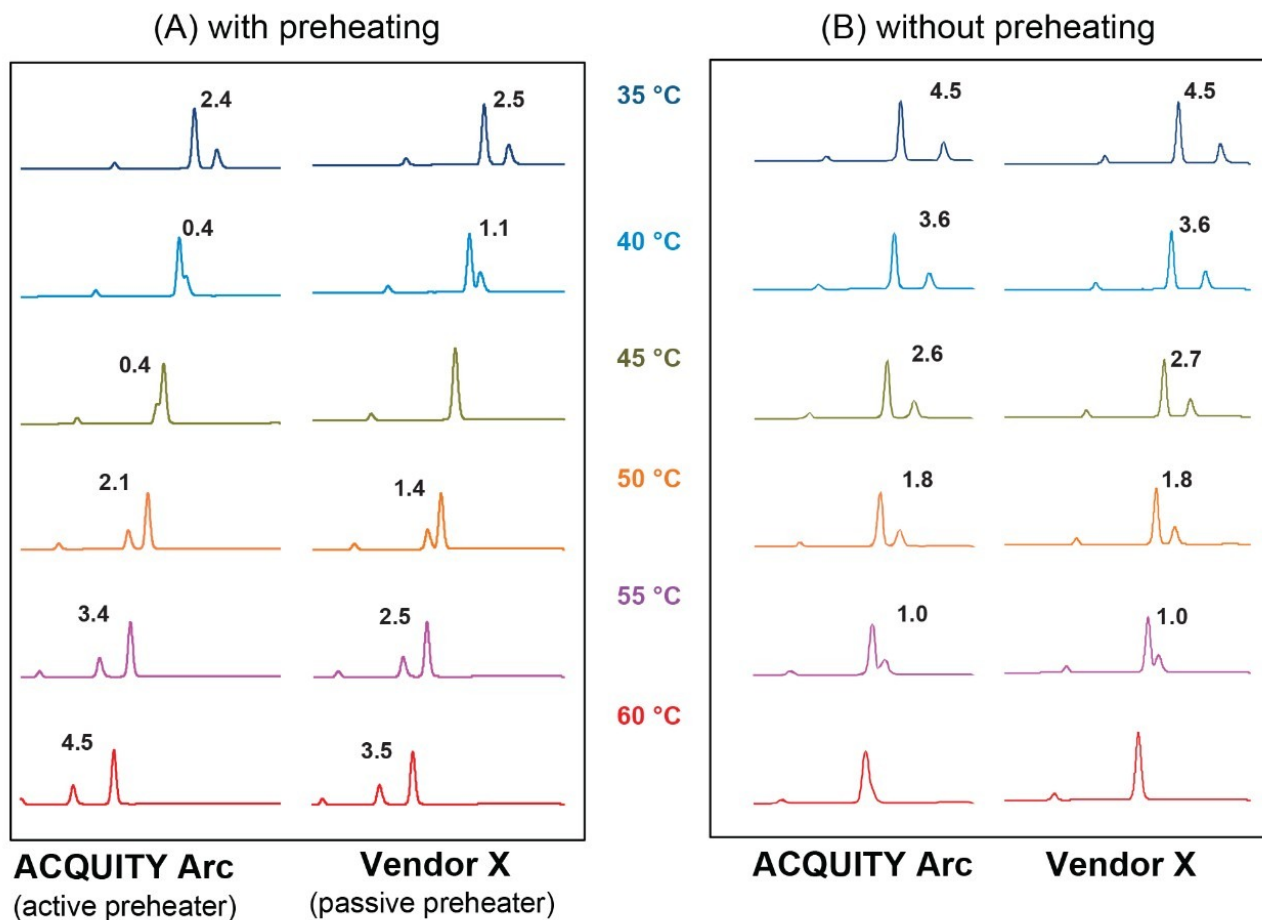 (A) with preheating
(B) without preheating
2.4 2.5 35 °C 4.5 4.5
0.4 1.1 40 °C 3.6 3.6
0.4 45 °C 2.6 2.7
2.1 1.4 50 °C 1.8 1.8
3.4 2.5 55 °C 1.0 1.0
4.5 3.5 60 °C
ACQUITY Arc Vendor X ACQUITY Arc Vendor X
(active preheater) (passive preheater)